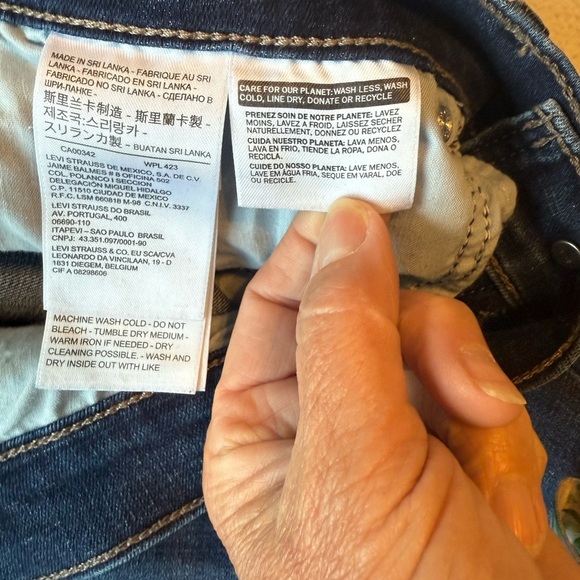 MADE IN SRI LANKA - FABRIQUE AU SRI
LANKA - FABRICADO EN SRI LANKA -
FABRICADO NO SRI LANKA - СДЕЛАНО В
ШРИ-ЛАНКЕ -
斯里兰卡制造 - 斯里蘭卡製 -
제조국: 스리랑카 -
スリランカ製 - BUATAN SRI LANKA
CA00342 WPL 423
LEVI STRAUSS DE MEXICO, S.A. DE C.V.
JAIME BALMES # 8 OFICINA 502
COL. POLANCO I SECCION
DELEGACION MIGUEL HIDALGO
C.P. 11510 CIUDAD DE MEXICO
R.F.C. LSM 660818 M-98 C.N.V. 3337
LEVI STRAUSS DO BRASIL
AV. PORTUGAL, 400
06690-110
ITAPEVI - SAO PAULO BRASIL
CNPJ: 43.351.097/0001-90
LEVI STRAUSS & CO. EU SCA/CVA
LEONARDO DA VINCILAAN, 19 - D
1831 DIEGEM, BELGIUM
CIF A 08298606
MACHINE WASH COLD - DO NOT
BLEACH - TUMBLE DRY MEDIUM -
WARM IRON IF NEEDED - DRY
CLEANING POSSIBLE. - WASH AND
DRY INSIDE OUT WITH LIKE
CARE FOR OUR PLANET: WASH LESS, WASH
COLD, LINE DRY, DONATE OR RECYCLE
PRENEZ SOIN DE NOTRE PLANETE: LAVEZ
MOINS, LAVEZ A FROID, LAISSEZ SECHER
NATURELLEMENT, DONNEZ OU RECYCLEZ
CUIDA NUESTRO PLANETA: LAVA MENOS,
LAVA EN FRIO, TIENDE LA ROPA, DONA O
RECICLA.
CUIDE DO NOSSO PLANETA: LAVE MENOS,
LAVE EM ÁGUA FRIA, SEQUE EM VARAL, DOE
OU RECICLE.